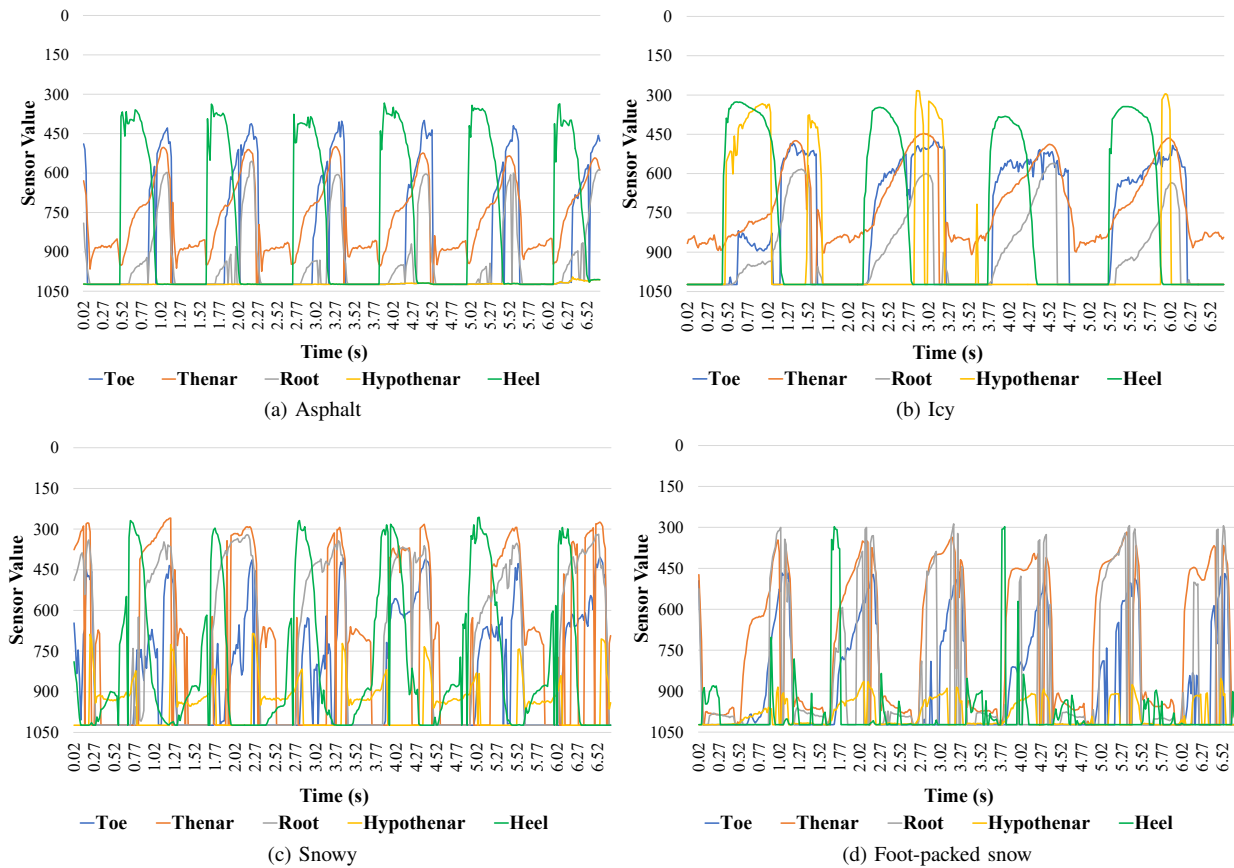 0
150
300
450
600
750
900
1050
Sensor Value
0.02 0.27 0.52 0.77 1.02 1.27 1.52 1.77 2.02 2.27 2.52 2.77 3.02 3.27 3.52 3.77 4.02 4.27 4.52 4.77 5.02 5.27 5.52 5.77 6.02 6.27 6.52
Time (s)
Toe Thenar Root Hypothenar Heel
(a) Asphalt
0
150
300
450
600
750
900
1050
Sensor Value
0.02 0.27 0.52 0.77 1.02 1.27 1.52 1.77 2.02 2.27 2.52 2.77 3.02 3.27 3.52 3.77 4.02 4.27 4.52 4.77 5.02 5.27 5.52 5.77 6.02 6.27 6.52
Time (s)
Toe Thenar Root Hypothenar Heel
(b) Icy
0
150
300
450
600
750
900
1050
Sensor Value
0.02 0.27 0.52 0.77 1.02 1.27 1.52 1.77 2.02 2.27 2.52 2.77 3.02 3.27 3.52 3.77 4.02 4.27 4.52 4.77 5.02 5.27 5.52 5.77 6.02 6.27 6.52
Time (s)
Toe Thenar Root Hypothenar Heel
(c) Snowy
0
150
300
450
600
750
900
1050
Sensor Value
0.02 0.27 0.52 0.77 1.02 1.27 1.52 1.77 2.02 2.27 2.52 2.77 3.02 3.27 3.52 3.77 4.02 4.27 4.52 4.77 5.02 5.27 5.52 5.77 6.02 6.27 6.52
Time (s)
Toe Thenar Root Hypothenar Heel
(d) Foot-packed snow